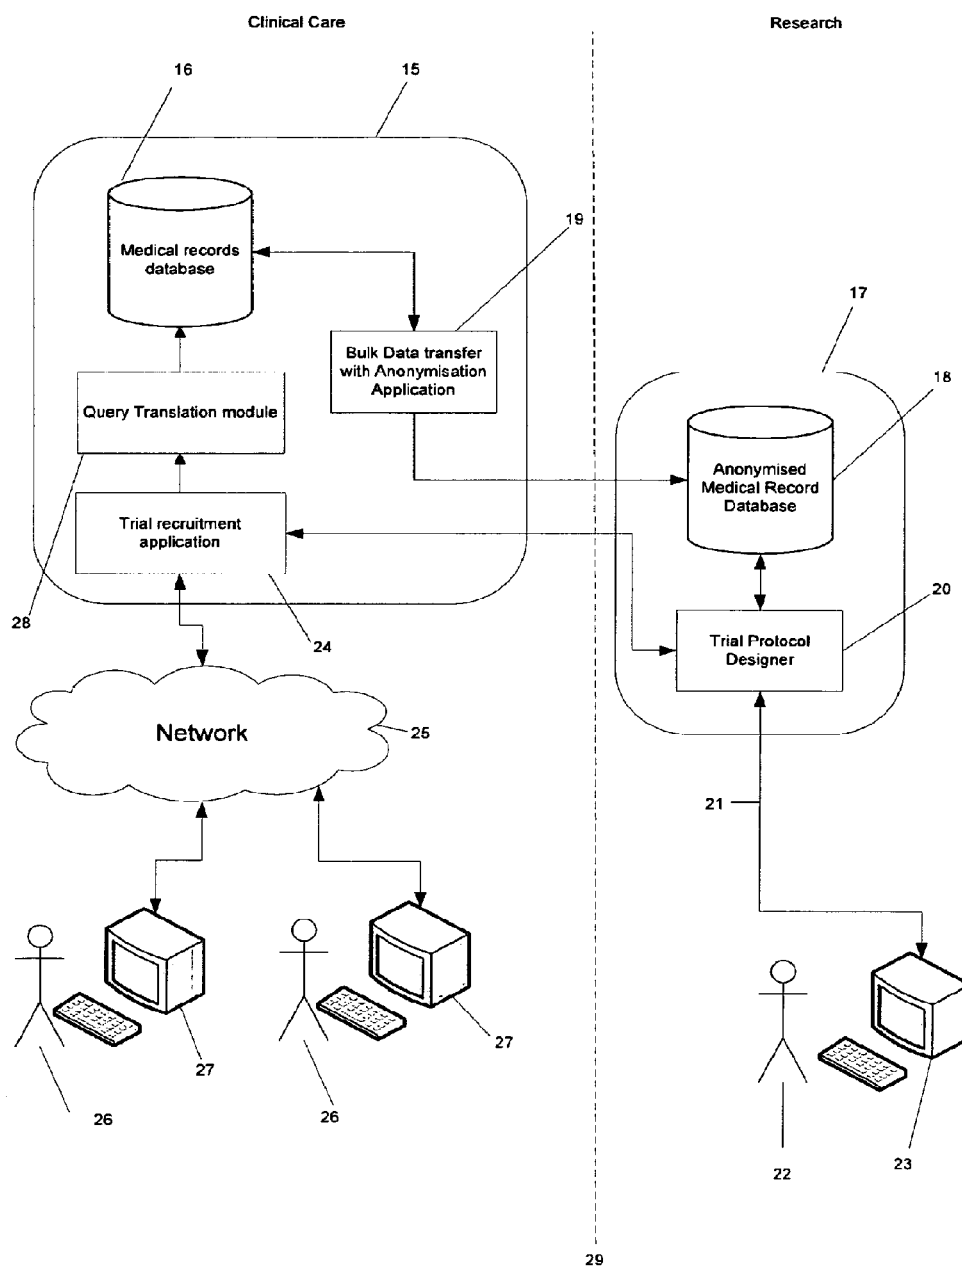 Clinical Care
Research
16
15
19
Medical records
database
17
Bulk Data transfer
with Anonymisation
Application
18
Query Translation module
Anonymised
Medical Record
Database
Trial recruitment
application
20
28
24
Trial Protocol
Designer
Network
25
21
27
27
26
26
22
23
29